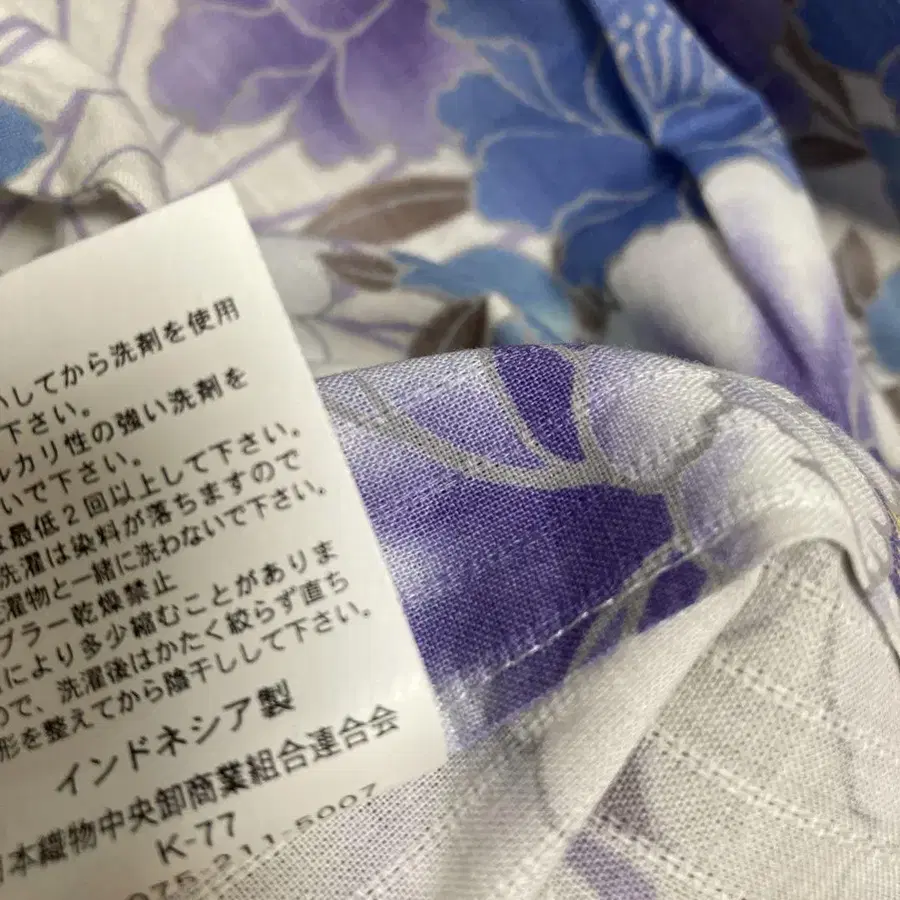 いしてから洗剤を使用
下さい。
ルカリ性の強い洗剤を
いで下さい。
は最低2回以上して下さい。
洗濯は染料が落ちますので
濯物と一緒に洗わないで下さい。
ブラー乾燥禁止
により多少縮むことがありま
ので、洗濯後はかたく絞らず直ち
形を整えてから陰干しして下さい。
インドネシア製
日本織物中央卸商業組合連合会
K-77
075-211-5007